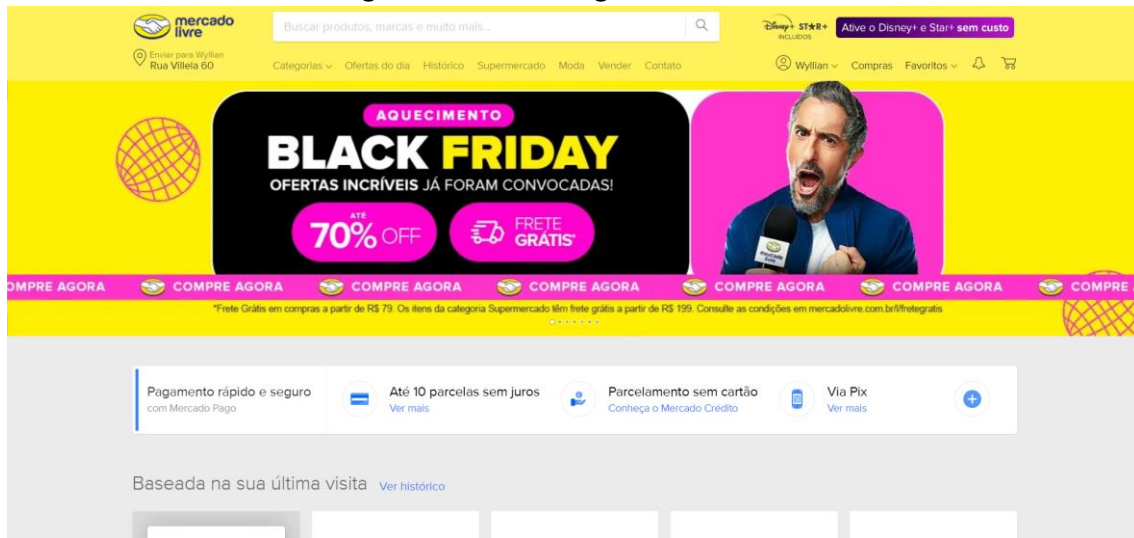 mercado
livre
Buscar produtos, marcas e muito mais...
Disney+ ST★R+
INCLUIDOS
Ative o Disney+ e Star+ sem custo
Enviar para Wyllian
Rua Villela 60
Categorias Ofertas do dia Histórico Supermercado Moda Vender Contato
Wyllian Compras Favoritos
AQUECIMENTO
BLACK FRIDAY
OFERTAS INCRÍVEIS JÁ FORAM CONVOCADAS!
ATÉ
70% OFF
FRETE
GRÁTIS*
mercado
livre
OMPRE AGORA COMPRE AGORA COMPRE AGORA COMPRE AGORA COMPRE AGORA COMPRE AGORA COMPRE
*Frete Grátis em compras a partir de R$ 79. Os itens da categoria Supermercado têm frete grátis a partir de R$ 199. Consulte as condições em mercadolivre.com.br/l/fretegratis
Pagamento rápido e seguro
com Mercado Pago
Até 10 parcelas sem juros
Ver mais
Parcelamento sem cartão
Conheça o Mercado Crédito
Via Pix
Ver mais
Baseada na sua última visita Ver histórico